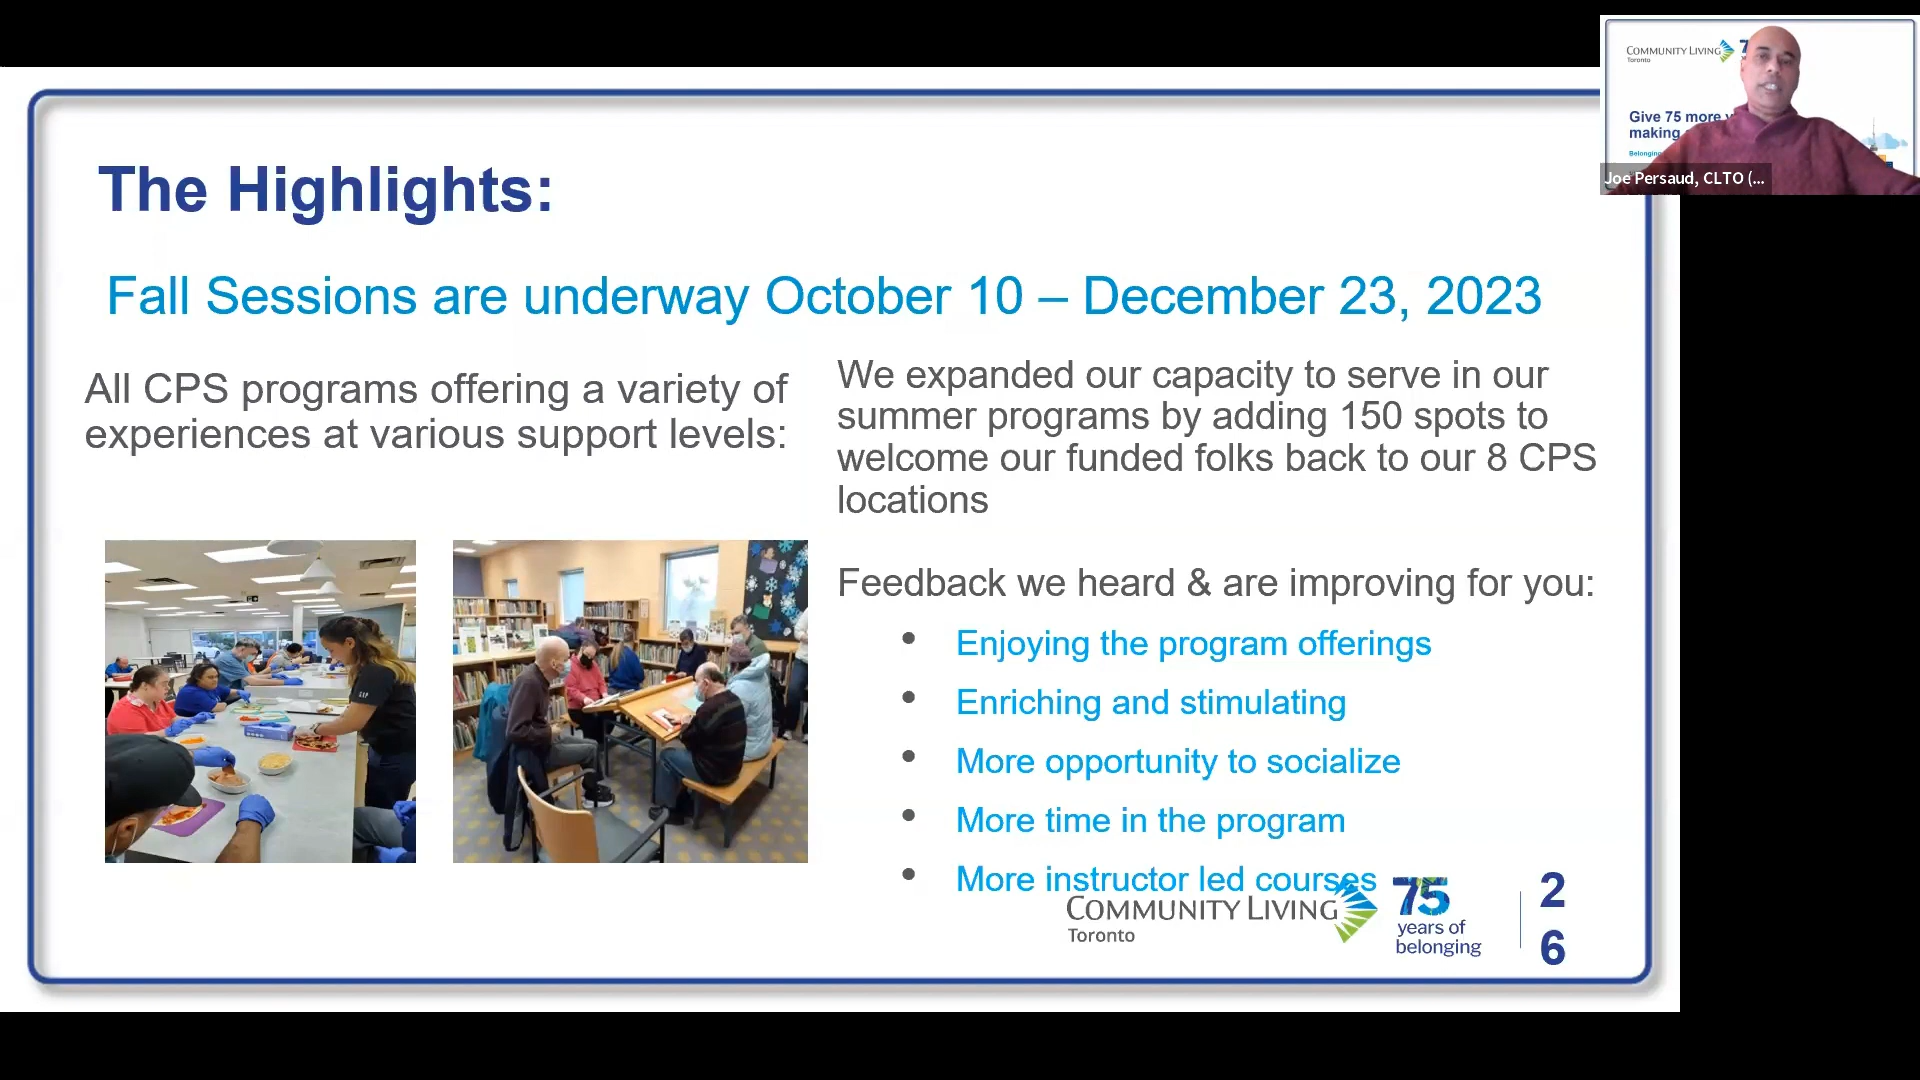 The Highlights:
Fall Sessions are underway October 10 – December 23, 2023
All CPS programs offering a variety of
experiences at various support levels:
We expanded our capacity to serve in our
summer programs by adding 150 spots to
welcome our funded folks back to our 8 CPS
locations
Feedback we heard & are improving for you:
• Enjoying the program offerings
• Enriching and stimulating
• More opportunity to socialize
• More time in the program
• More instructor led courses
COMMUNITY LIVING
Toronto
75
years of
belonging
2
6
COMMUNITY LIVING
Toronto
Give 75 more
making
Belonging
Joe Persaud, CLTO (...